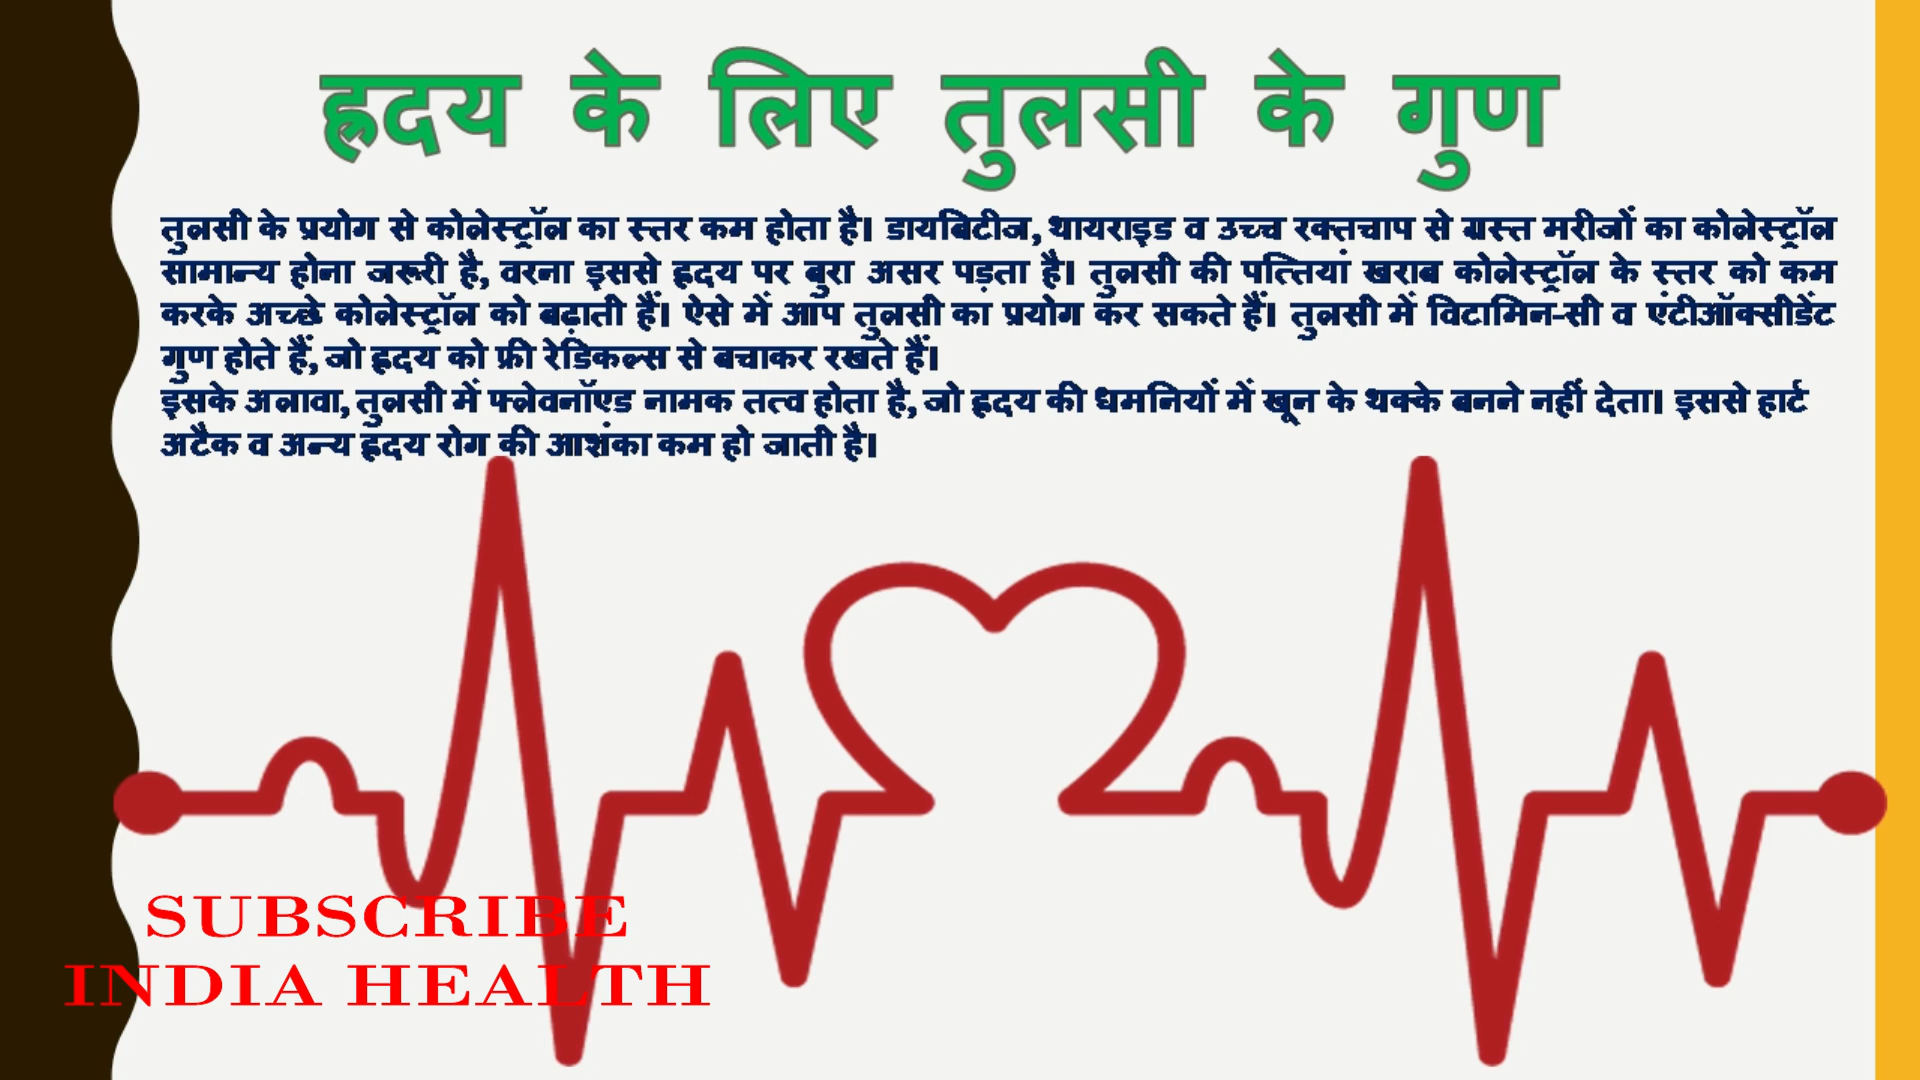 ह्रदय के लिए तुलसी के गुण
तुलसी के प्रयोग से कोलेस्ट्रॉल का स्तर कम होता है। डायबिटीज, थायराइड व उच्च रक्तचाप से ग्रस्त मरीजों का कोलेस्ट्रॉल
सामान्य होना जरूरी है, वरना इससे हृदय पर बुरा असर पड़ता है। तुलसी की पत्तियां खराब कोलेस्ट्रॉल के स्तर को कम
करके अच्छे कोलेस्ट्रॉल को बढ़ाती हैं। ऐसे में आप तुलसी का प्रयोग कर सकते हैं। तुलसी में विटामिन-सी व एंटीऑक्सीडेंट
गुण होते हैं, जो हृदय को फ्री रेडिकल्स से बचाकर रखते हैं।
इसके अलावा, तुलसी में फ्लेवनॉएड नामक तत्व होता है, जो हृदय की धमनियों में खून के थक्के बनने नहीं देता। इससे हार्ट
अटैक व अन्य हृदय रोग की आशंका कम हो जाती है।
SUBSCRIBE
INDIA HEALTH